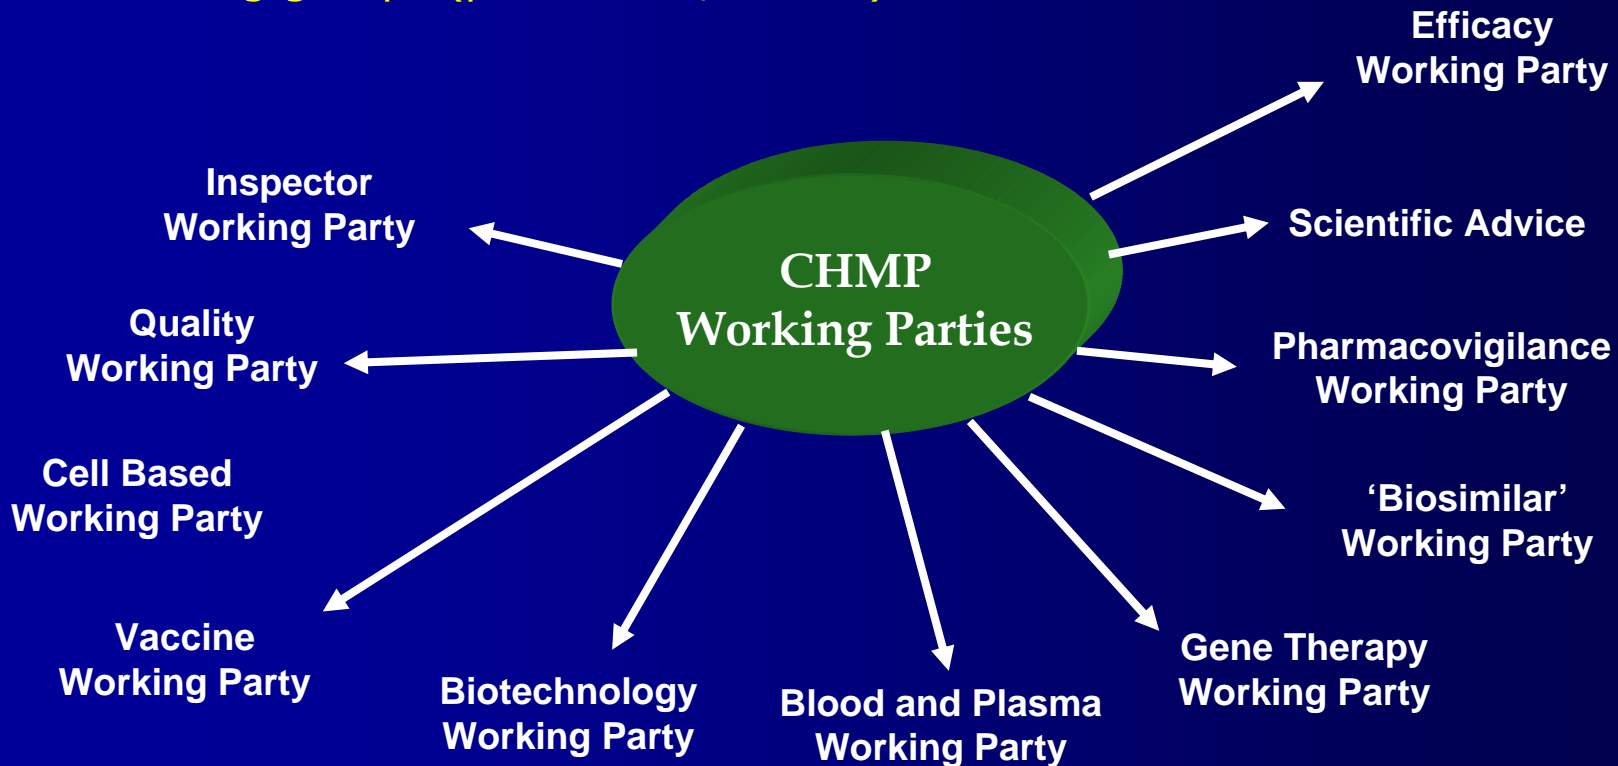 Efficacy
Working Party
Inspector
Working Party
Scientific Advice
CHMP
Working Parties
Quality
Working Party
Pharmacovigilance
Working Party
Cell Based
Working Party
‘Biosimilar’
Working Party
Vaccine
Working Party
Gene Therapy
Working Party
Biotechnology
Working Party
Blood and Plasma
Working Party